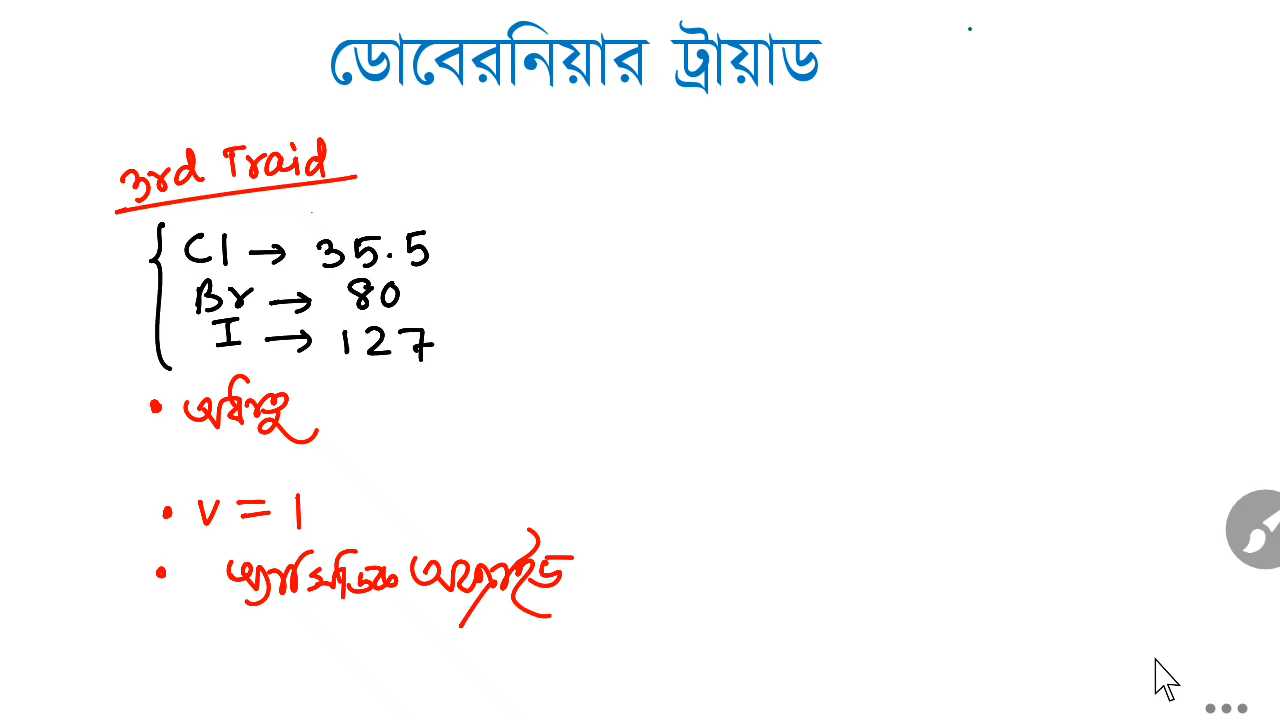 ডোবেরনিয়ার ট্রায়াড
3rd Traid
Cl → 35.5
Br → 80
I → 127
• অধাতু
• v = 1
• অ্যাসিডিক অক্সাইড